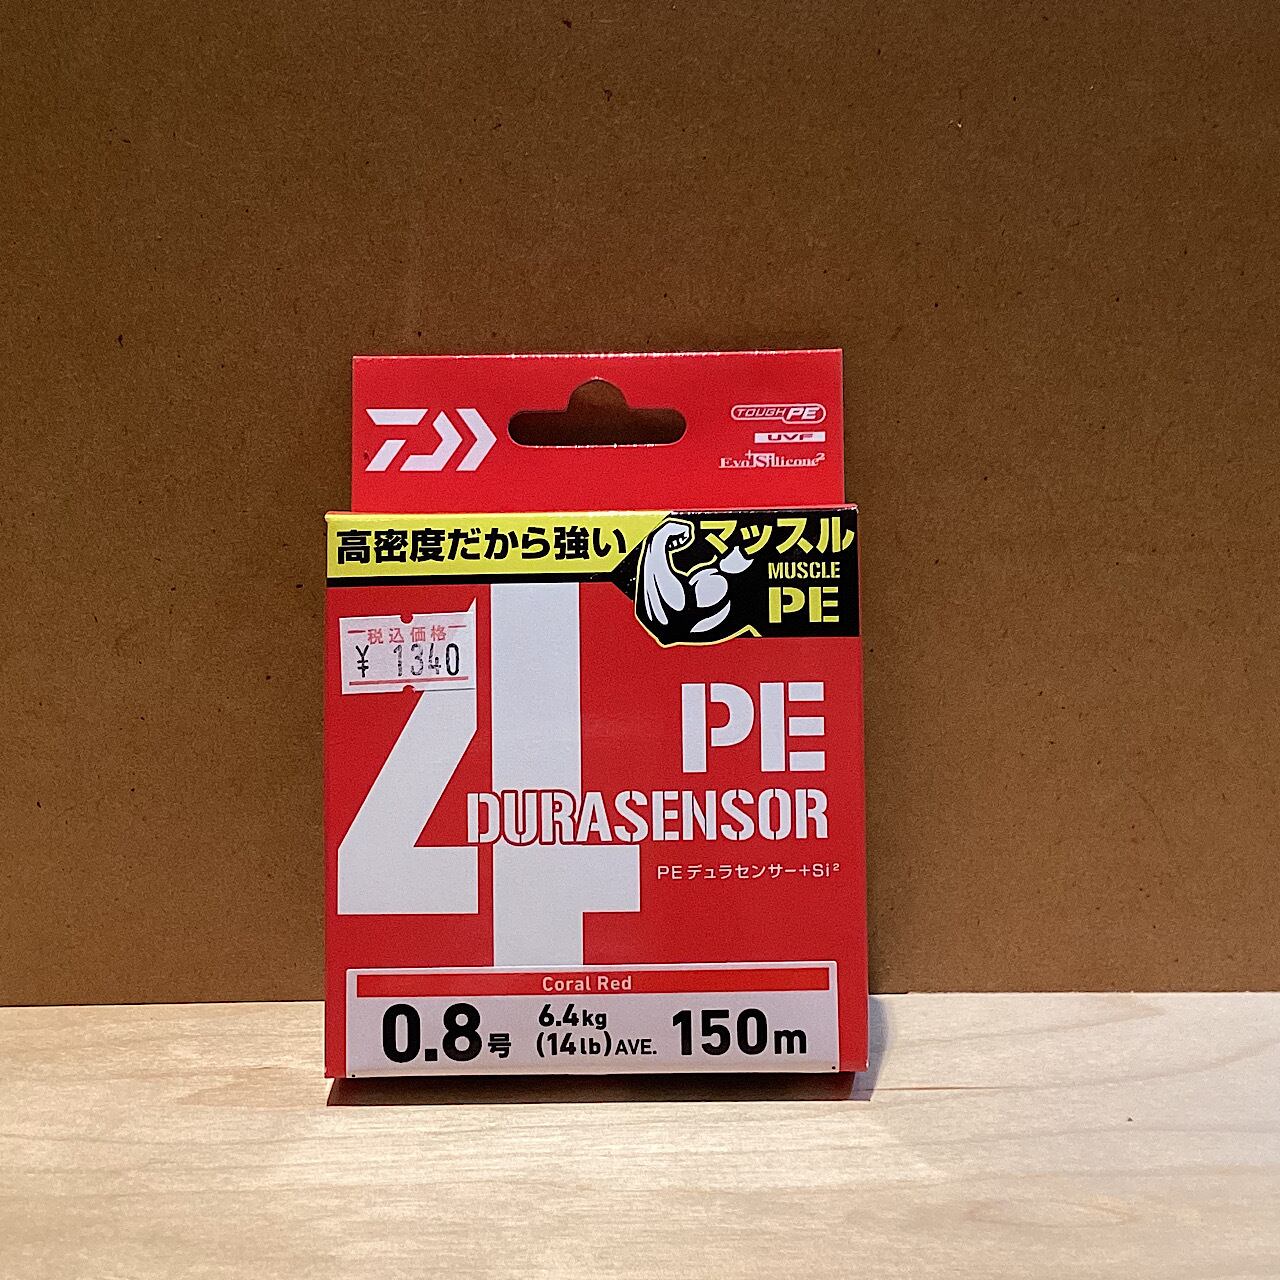 TOUGH PE
UVF
Evo+Silicone²
高密度だから強い
マッスル
MUSCLE
PE
税込価格
¥ 1340
4
PE
DURASENSOR
PEデュラセンサー+Si²
Coral Red
0.8号 6.4kg (14lb)AVE. 150m